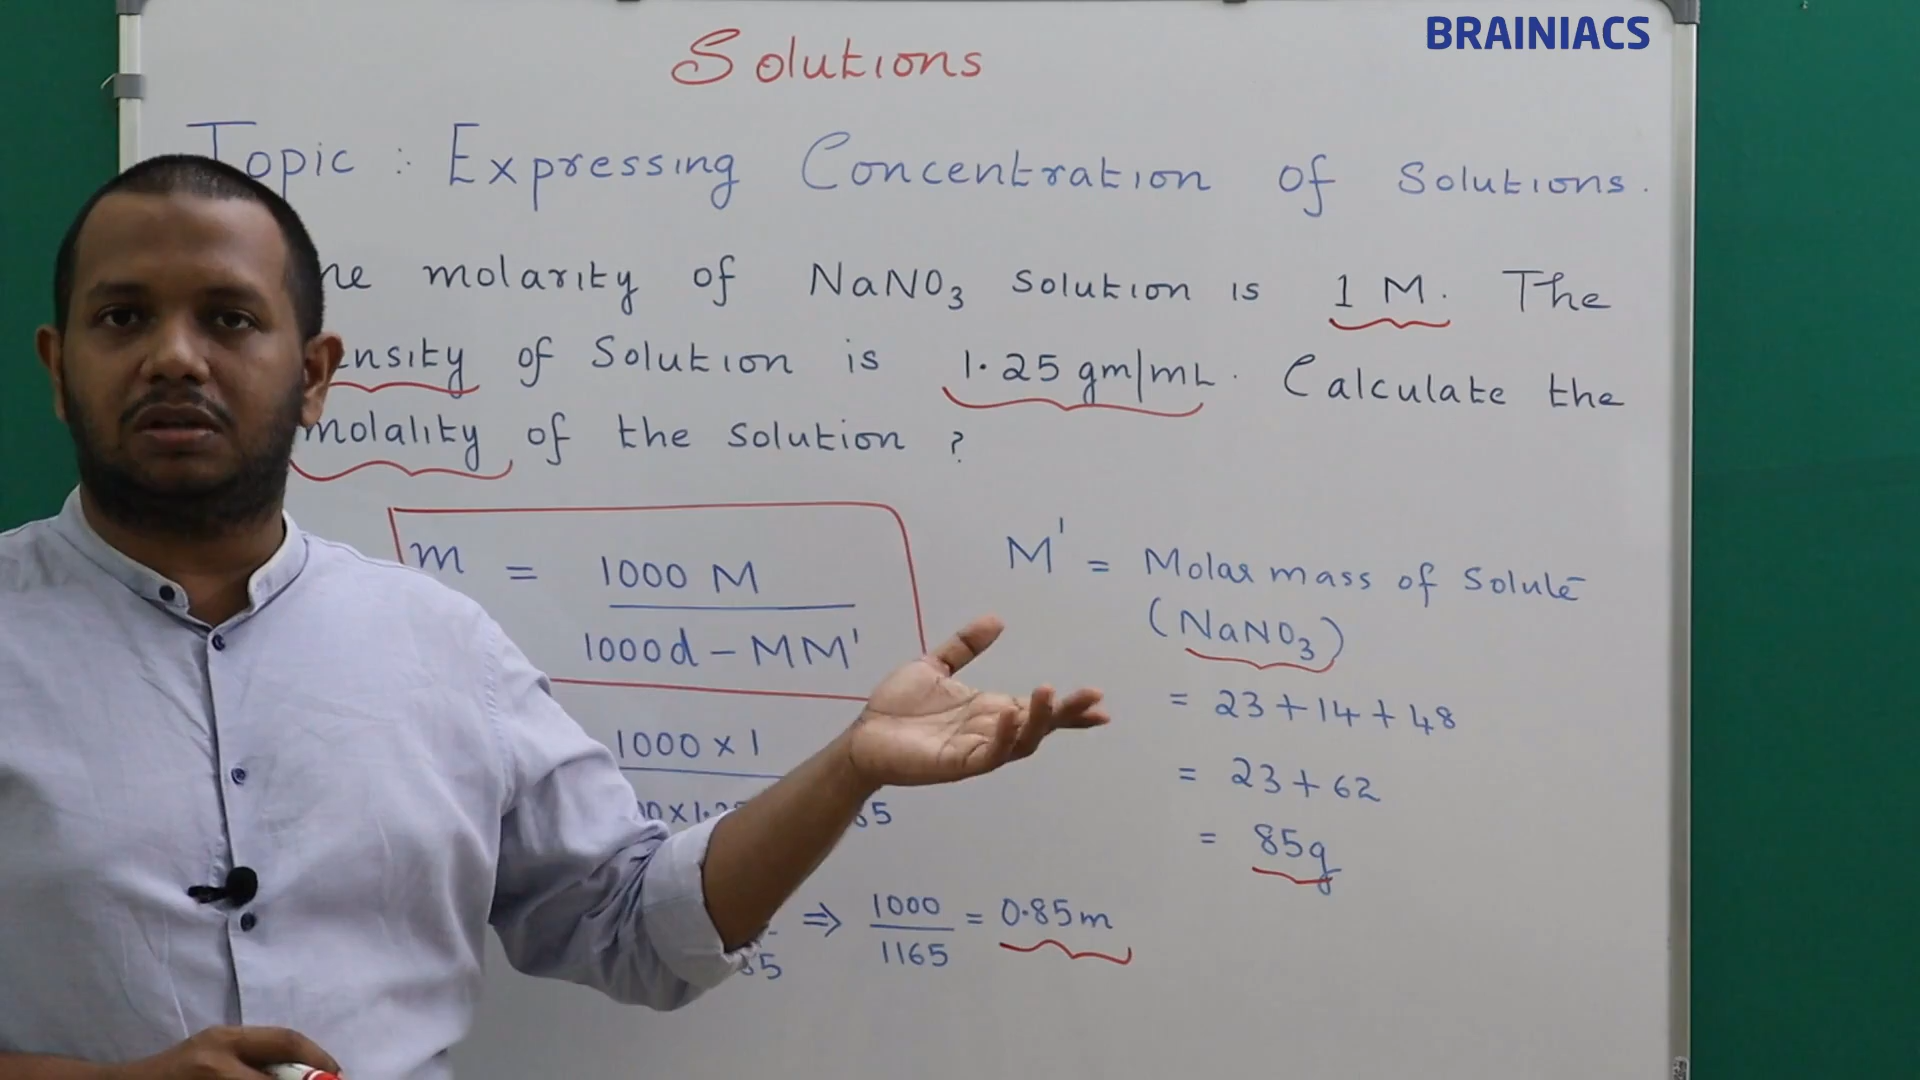 BRAINIACS
Solutions
Topic : Expressing Concentration of Solutions.
molarity of NaNO3 Solution is 1 M. The
of Solution is 1.25 gm/mL. Calculate the
molality of the solution ?
m = 1000 M
1000d - MM'
1000 x 1
M' = Molar mass of Solute
(NaNO3)
= 23 + 14 + 48
= 23 + 62
= 85g
⇒ 1000 = 0.85m
1165